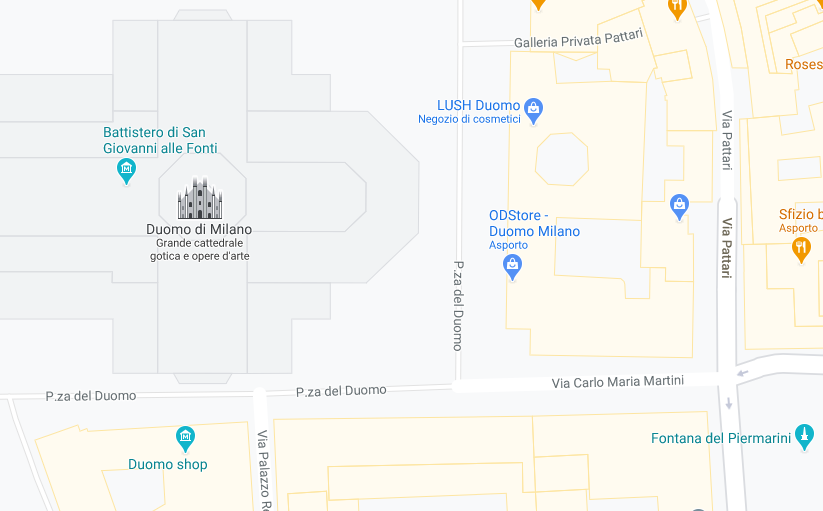 Galleria Privata Pattari
Roses
LUSH Duomo
Negozio di cosmetici
Via Pattari
Battistero di San
Giovanni alle Fonti
Duomo di Milano
Grande cattedrale
gotica e opere d'arte
ODStore -
Duomo Milano
Asporto
Sfizio b
Asporto
Via Pattari
P.za del Duomo
P.za del Duomo
P.za del Duomo
Via Carlo Maria Martini
Duomo shop
Via Palazzo Re
Fontana del Piermarini